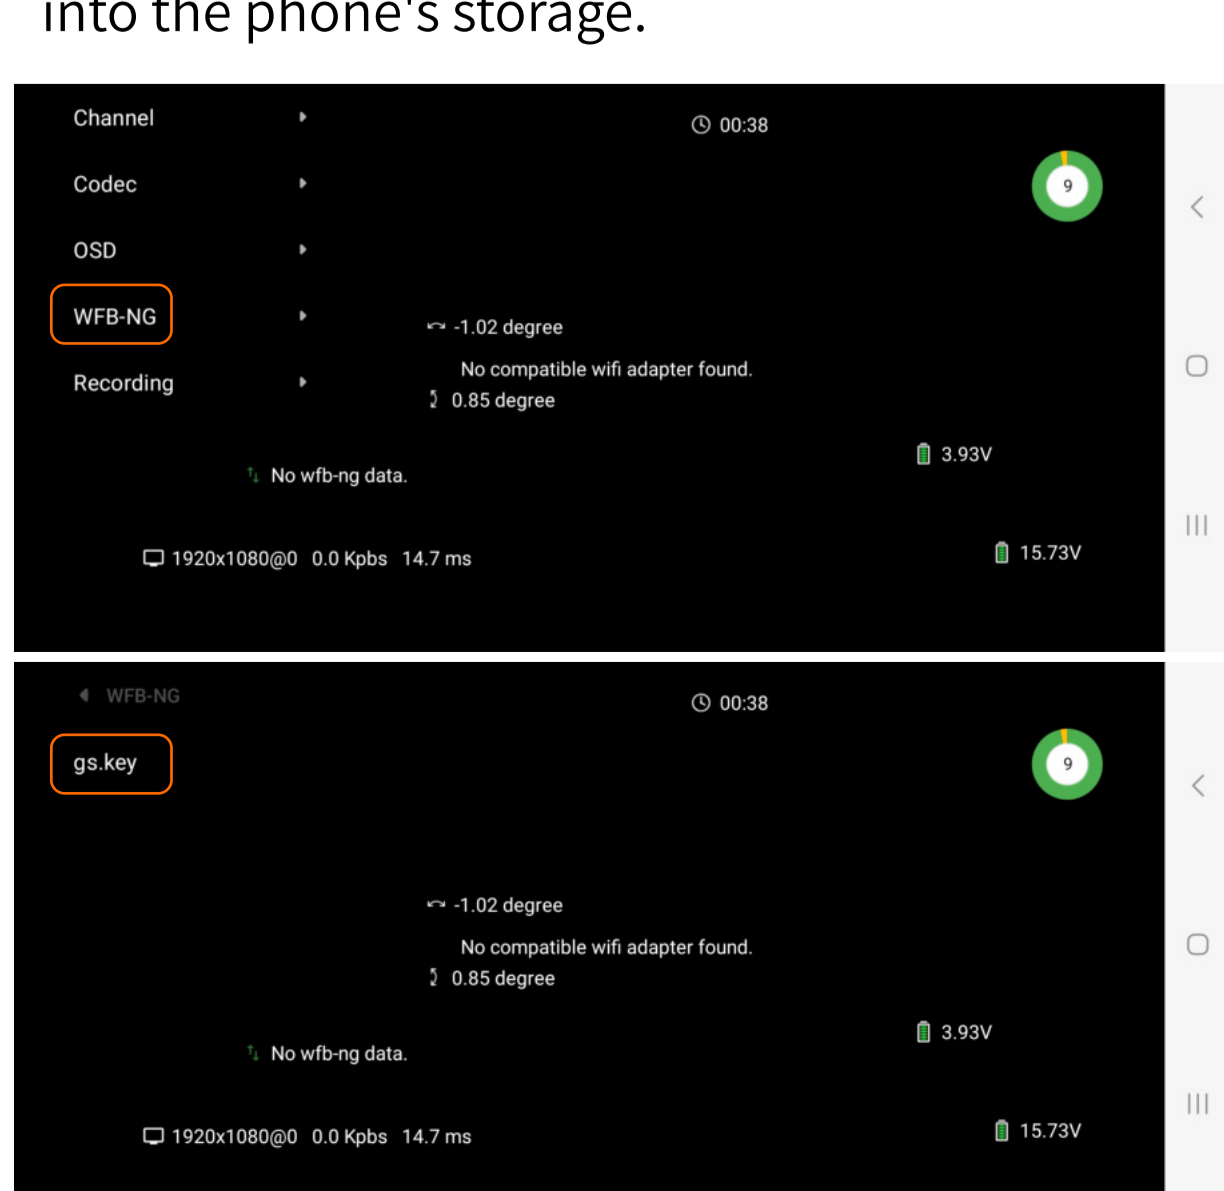 into the phone's storage.
Channel
00:38
Codec
9
OSD
WFB-NG
-1.02 degree
No compatible wifi adapter found.
Recording
0.85 degree
3.93V
No wfb-ng data.
1920x1080@0 0.0 Kpbs 14.7 ms
15.73V
WFB-NG
00:38
gs.key
9
-1.02 degree
No compatible wifi adapter found.
0.85 degree
3.93V
No wfb-ng data.
1920x1080@0 0.0 Kpbs 14.7 ms
15.73V